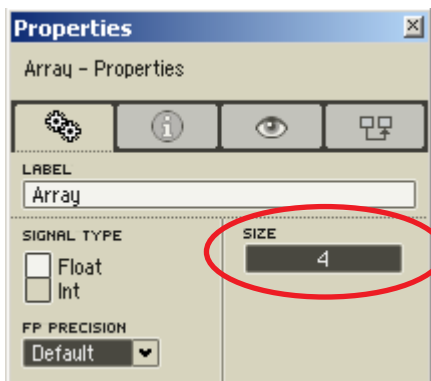 Properties
Array - Properties
LABEL
Array
SIGNAL TYPE
Float
Int
FP PRECISION
Default
SIZE
4